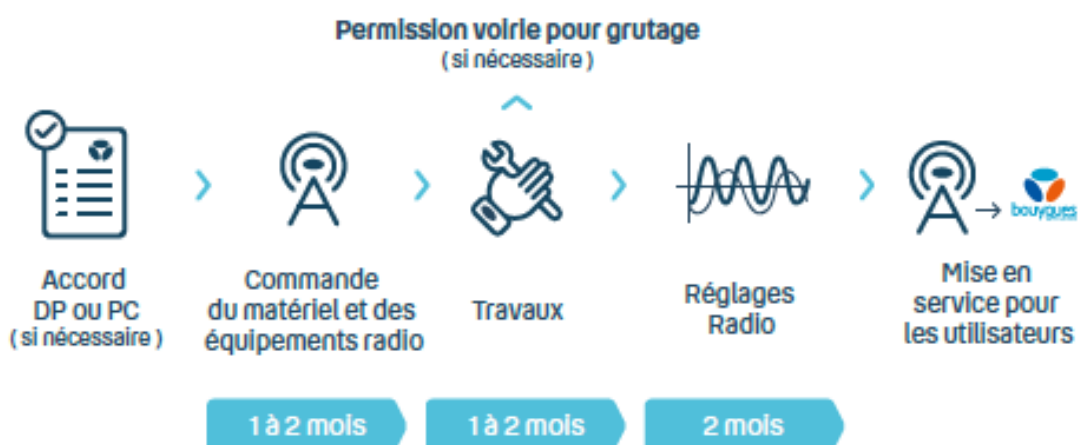 Permission voirie pour grutage
( si nécessaire )
Accord
DP ou PC
( si nécessaire )
Commande
du matériel et des
équipements radio
Travaux
Réglages
Radio
bouygues
Mise en
service pour
les utilisateurs
1 à 2 mois
1 à 2 mois
2 mois